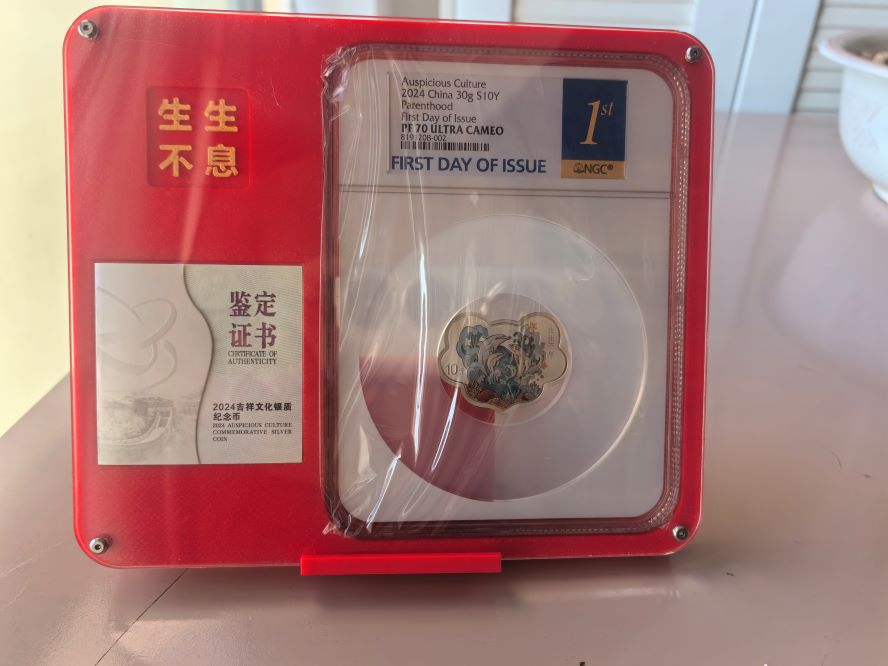 生生
不息
鉴定
证书
CERTIFICATE OF
AUTHENTICITY
2024吉祥文化银质
纪念币
2024 AUSPICIOUS CULTURE
COMMEMORATIVE SILVER
COIN
Auspicious Culture
2024 China 30g S10Y
Parenthood
First Day of Issue
PF 70 ULTRA CAMEO
FIRST DAY OF ISSUE
1st
NGC®
10